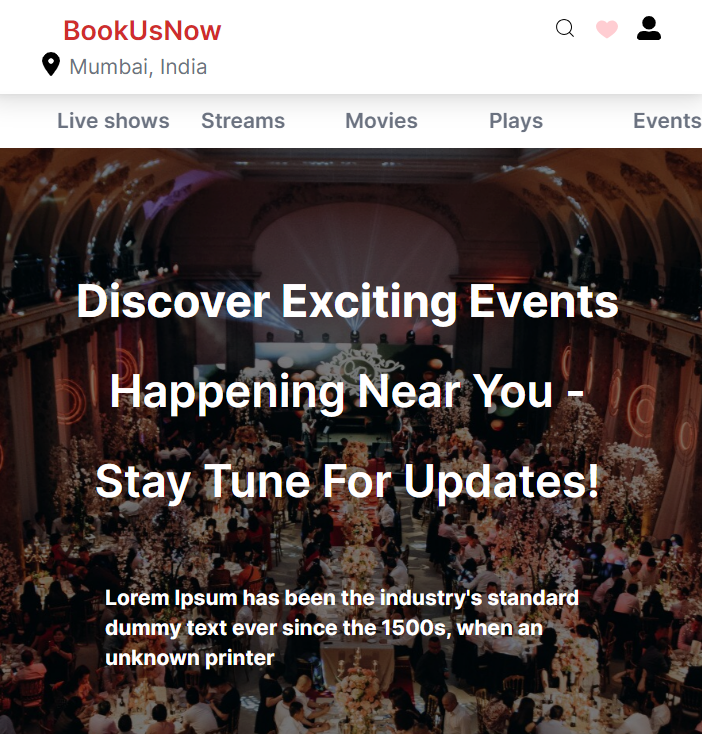 BookUsNow
Mumbai, India
Live shows Streams Movies Plays Events
Discover Exciting Events
Happening Near You -
Stay Tune For Updates!
Lorem Ipsum has been the industry's standard
dummy text ever since the 1500s, when an
unknown printer